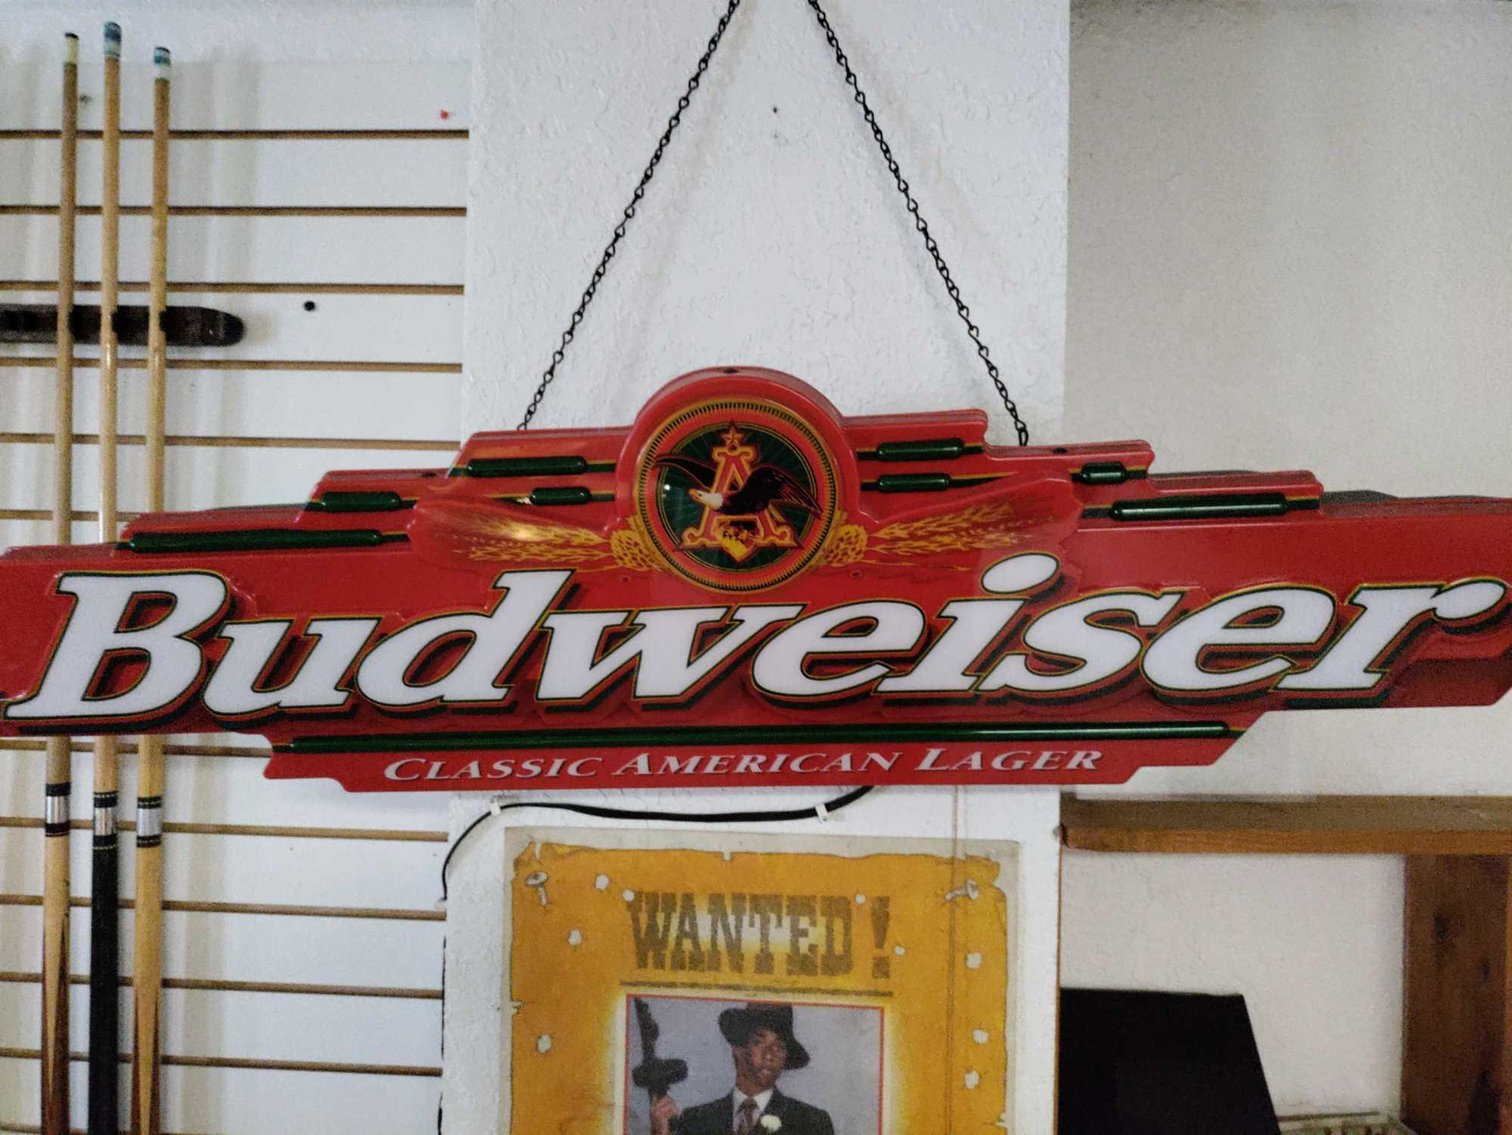 A
Budweiser
CLASSIC AMERICAN LAGER
WANTED!